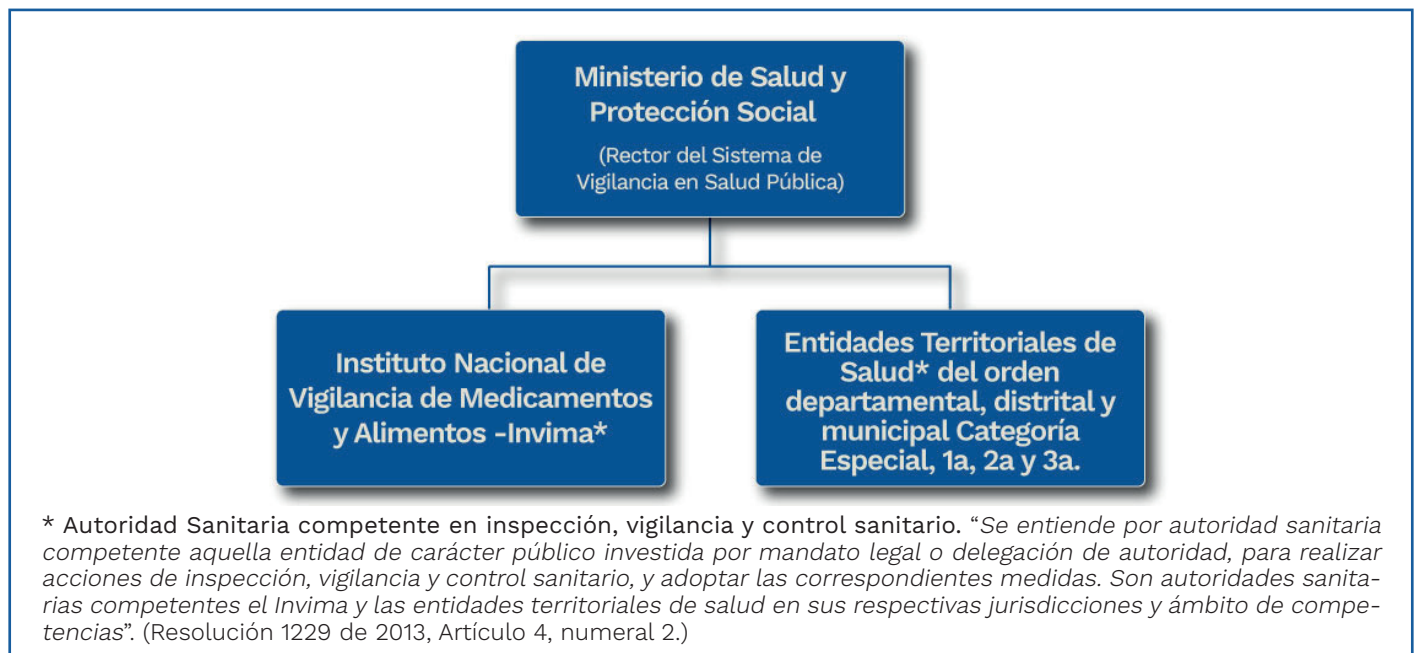 Ministerio de Salud y
Protección Social
(Rector del Sistema de
Vigilancia en Salud Pública)
Instituto Nacional de
Vigilancia de Medicamentos
y Alimentos -Invima*
Entidades Territoriales de
Salud* del orden
departamental, distrital y
municipal Categoría
Especial, 1a, 2a y 3a.
* Autoridad Sanitaria competente en inspección, vigilancia y control sanitario. “Se entiende por autoridad sanitaria
competente aquella entidad de carácter público investida por mandato legal o delegación de autoridad, para realizar
acciones de inspección, vigilancia y control sanitario, y adoptar las correspondientes medidas. Son autoridades sanita-
rias competentes el Invima y las entidades territoriales de salud en sus respectivas jurisdicciones y ámbito de compe-
tencias”. (Resolución 1229 de 2013, Artículo 4, numeral 2.)